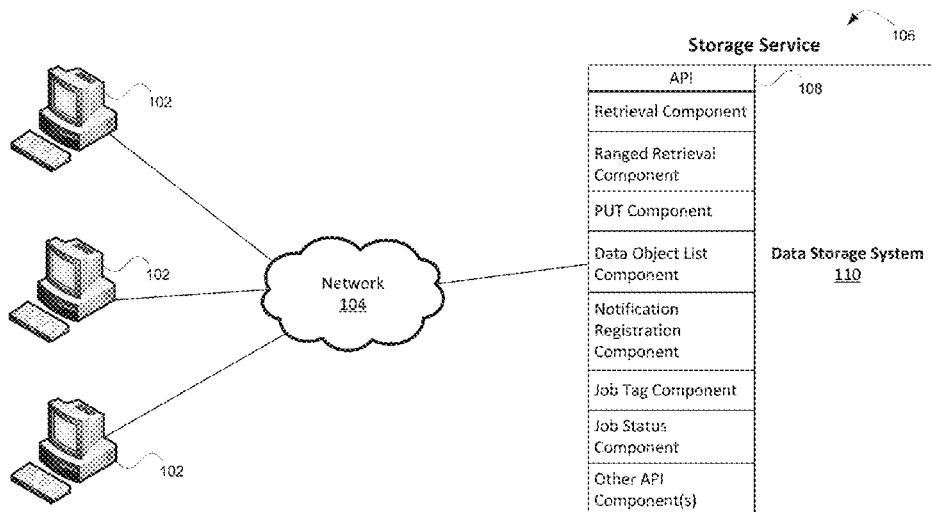 106
Storage Service
API
108
102
Retrieval Component
Ranged Retrieval
Component
PUT Component
102
Data Object List
Component
Data Storage System
110
Network
104
Notification
Registration
Component
Job Tag Component
Job Status
Component
102
Other API
Component(s)